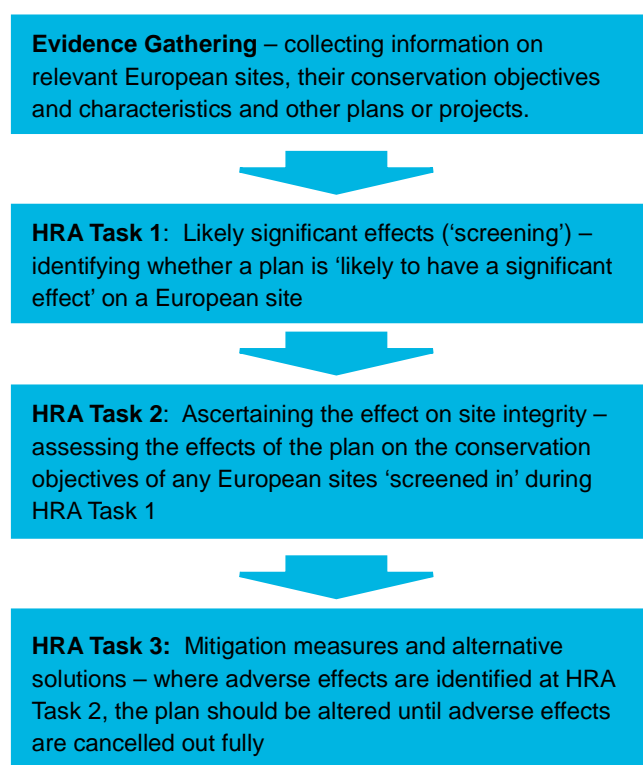 Evidence Gathering – collecting information on
relevant European sites, their conservation objectives
and characteristics and other plans or projects.
HRA Task 1:  Likely significant effects (‘screening’) –
identifying whether a plan is ‘likely to have a significant
effect’ on a European site
HRA Task 2:  Ascertaining the effect on site integrity –
assessing the effects of the plan on the conservation
objectives of any European sites ‘screened in’ during
HRA Task 1
HRA Task 3:  Mitigation measures and alternative
solutions – where adverse effects are identified at HRA
Task 2, the plan should be altered until adverse effects
are cancelled out fully